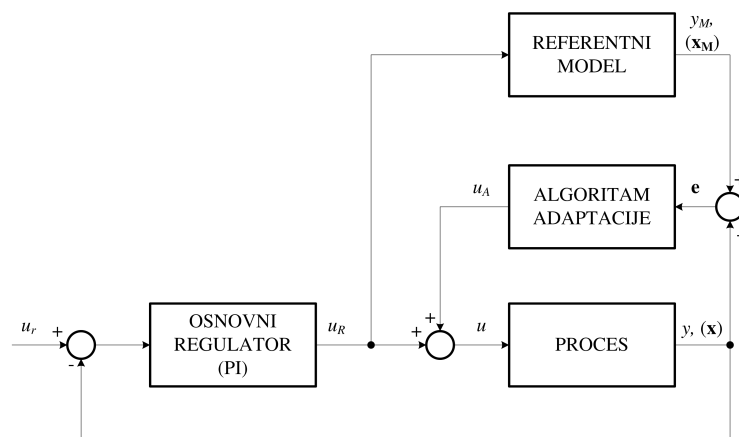 y_M,
REFERENTNI
MODEL
(x_M)
-
u_A
ALGORITAM
ADAPTACIJE
e
u_r
+
-
OSNOVNI
REGULATOR
(PI)
u_R
+
+
u
PROCES
y, (x)